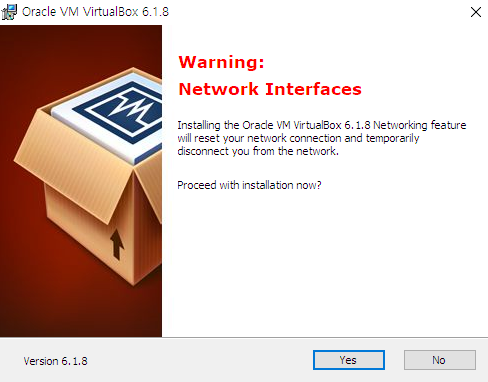 Oracle VM VirtualBox 6.1.8
Warning:
Network Interfaces
Installing the Oracle VM VirtualBox 6.1.8 Networking feature
will reset your network connection and temporarily
disconnect you from the network.
Proceed with installation now?
Version 6.1.8
Yes
No